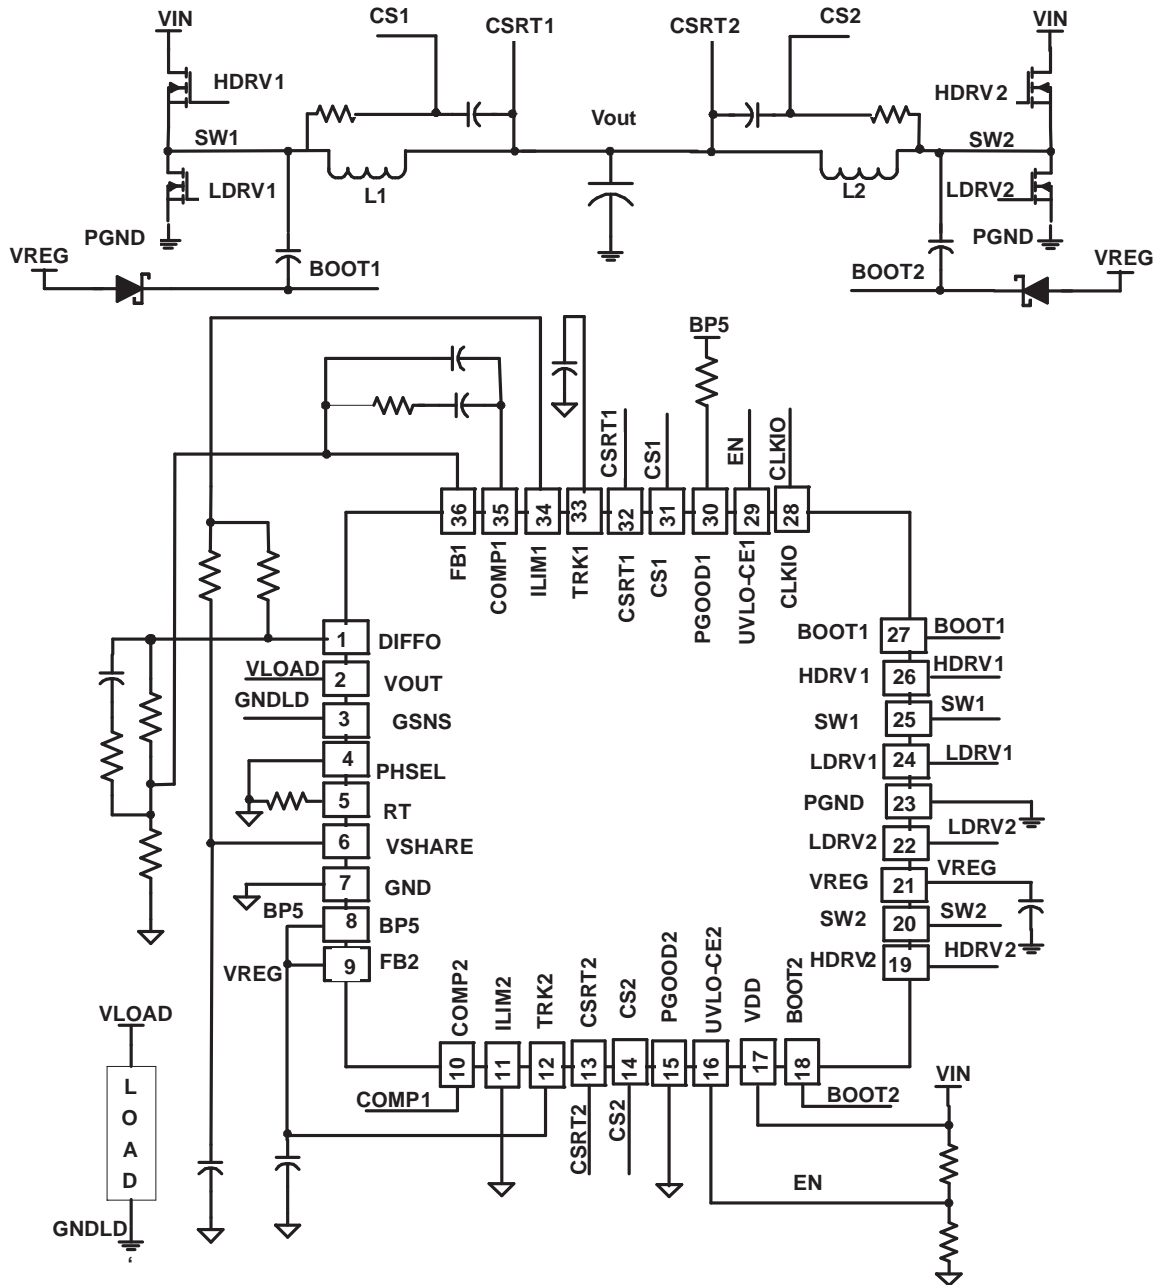 VIN
CS1
CSRT1
CSRT2
CS2
VIN
HDRV1
HDRV2
SW1
Vout
SW2
LDRV1
L1
L2
LDRV2
PGND
PGND
VREG
BOOT1
BOOT2
VREG
BP5
CSRT1
CS1
EN
CLKIO
36
35
34
33
32
31
30
29
28
FB1
COMP1
ILIM1
TRK1
CSRT1
CS1
PGOOD1
UVLO-CE1
CLKIO
1 DIFFO
VLOAD 2 VOUT
GNDLD 3 GSNS
4 PHSEL
5 RT
6 VSHARE
7 GND
BP5 8 BP5
VREG 9 FB2
BOOT1 27 BOOT1
HDRV1 26 HDRV1
SW1 25 SW1
LDRV1 24 LDRV1
PGND 23
LDRV2 22 LDRV2
VREG 21 VREG
SW2 20 SW2
HDRV2 19 HDRV2
COMP2
ILIM2
TRK2
CSRT2
CS2
PGOOD2
UVLO-CE2
VDD
BOOT2
10
11
12
13
14
15
16
17
18
COMP1
CSRT2
CS2
BOOT2
VIN
EN
VLOAD
L
O
A
D
GNDLD